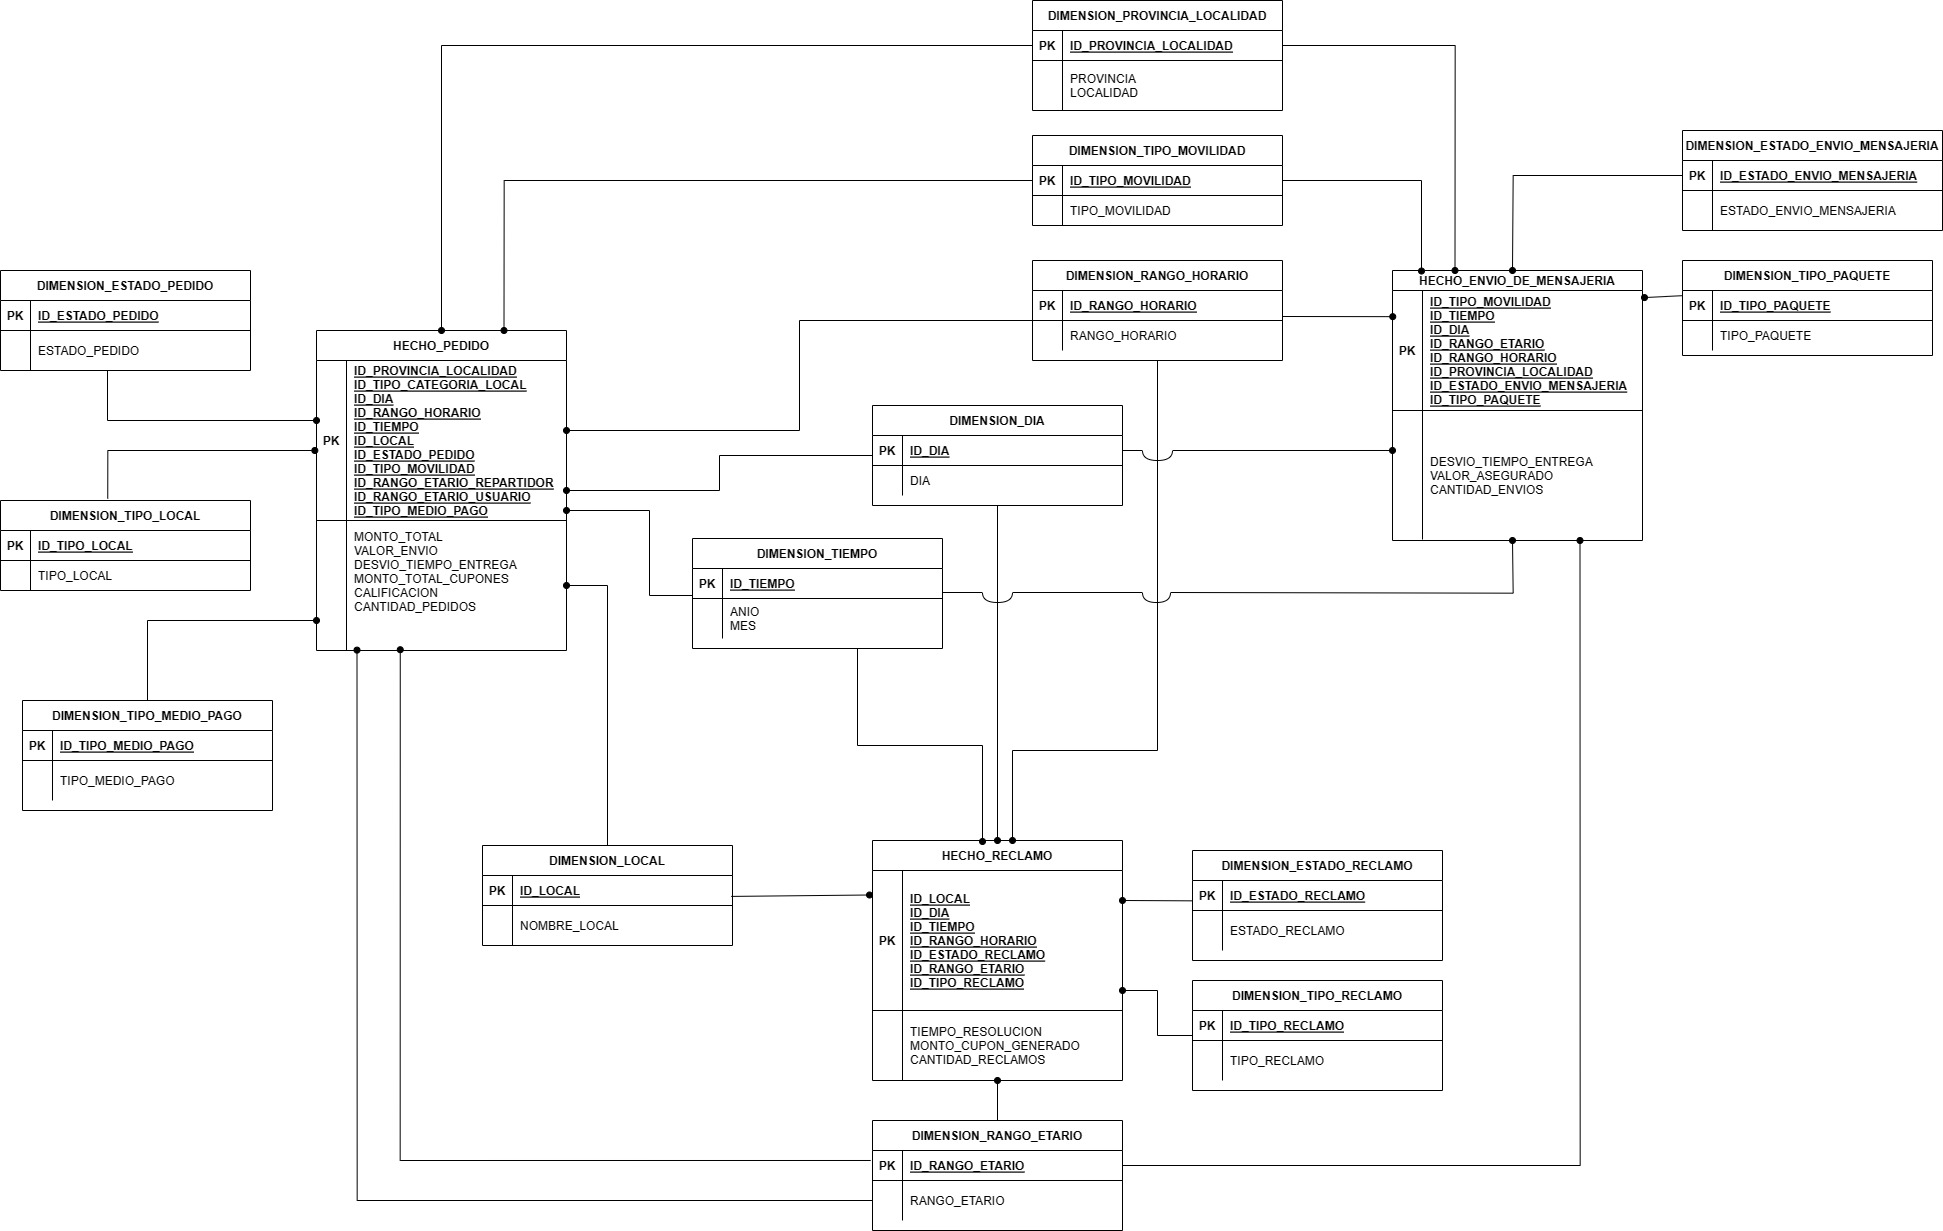 DIMENSION_PROVINCIA_LOCALIDAD
PK ID_PROVINCIA_LOCALIDAD
PROVINCIA
LOCALIDAD
DIMENSION_TIPO_MOVILIDAD
PK ID_TIPO_MOVILIDAD
TIPO_MOVILIDAD
DIMENSION_ESTADO_ENVIO_MENSAJERIA
PK ID_ESTADO_ENVIO_MENSAJERIA
ESTADO_ENVIO_MENSAJERIA
DIMENSION_ESTADO_PEDIDO
PK ID_ESTADO_PEDIDO
ESTADO_PEDIDO
DIMENSION_RANGO_HORARIO
PK ID_RANGO_HORARIO
RANGO_HORARIO
HECHO_ENVIO_DE_MENSAJERIA
PK
ID_TIPO_MOVILIDAD
ID_TIEMPO
ID_DIA
ID_RANGO_ETARIO
ID_RANGO_HORARIO
ID_PROVINCIA_LOCALIDAD
ID_ESTADO_ENVIO_MENSAJERIA
ID_TIPO_PAQUETE
DESVIO_TIEMPO_ENTREGA
VALOR_ASEGURADO
CANTIDAD_ENVIOS
DIMENSION_TIPO_PAQUETE
PK ID_TIPO_PAQUETE
TIPO_PAQUETE
HECHO_PEDIDO
PK
ID_PROVINCIA_LOCALIDAD
ID_TIPO_CATEGORIA_LOCAL
ID_DIA
ID_RANGO_HORARIO
ID_TIEMPO
ID_LOCAL
ID_ESTADO_PEDIDO
ID_TIPO_MOVILIDAD
ID_RANGO_ETARIO_REPARTIDOR
ID_RANGO_ETARIO_USUARIO
ID_TIPO_MEDIO_PAGO
MONTO_TOTAL
VALOR_ENVIO
DESVIO_TIEMPO_ENTREGA
MONTO_TOTAL_CUPONES
CALIFICACION
CANTIDAD_PEDIDOS
DIMENSION_DIA
PK ID_DIA
DIA
DIMENSION_TIPO_LOCAL
PK ID_TIPO_LOCAL
TIPO_LOCAL
DIMENSION_TIEMPO
PK ID_TIEMPO
ANIO
MES
DIMENSION_TIPO_MEDIO_PAGO
PK ID_TIPO_MEDIO_PAGO
TIPO_MEDIO_PAGO
DIMENSION_LOCAL
PK ID_LOCAL
NOMBRE_LOCAL
HECHO_RECLAMO
PK
ID_LOCAL
ID_DIA
ID_TIEMPO
ID_RANGO_HORARIO
ID_ESTADO_RECLAMO
ID_RANGO_ETARIO
ID_TIPO_RECLAMO
TIEMPO_RESOLUCION
MONTO_CUPON_GENERADO
CANTIDAD_RECLAMOS
DIMENSION_ESTADO_RECLAMO
PK ID_ESTADO_RECLAMO
ESTADO_RECLAMO
DIMENSION_TIPO_RECLAMO
PK ID_TIPO_RECLAMO
TIPO_RECLAMO
DIMENSION_RANGO_ETARIO
PK ID_RANGO_ETARIO
RANGO_ETARIO